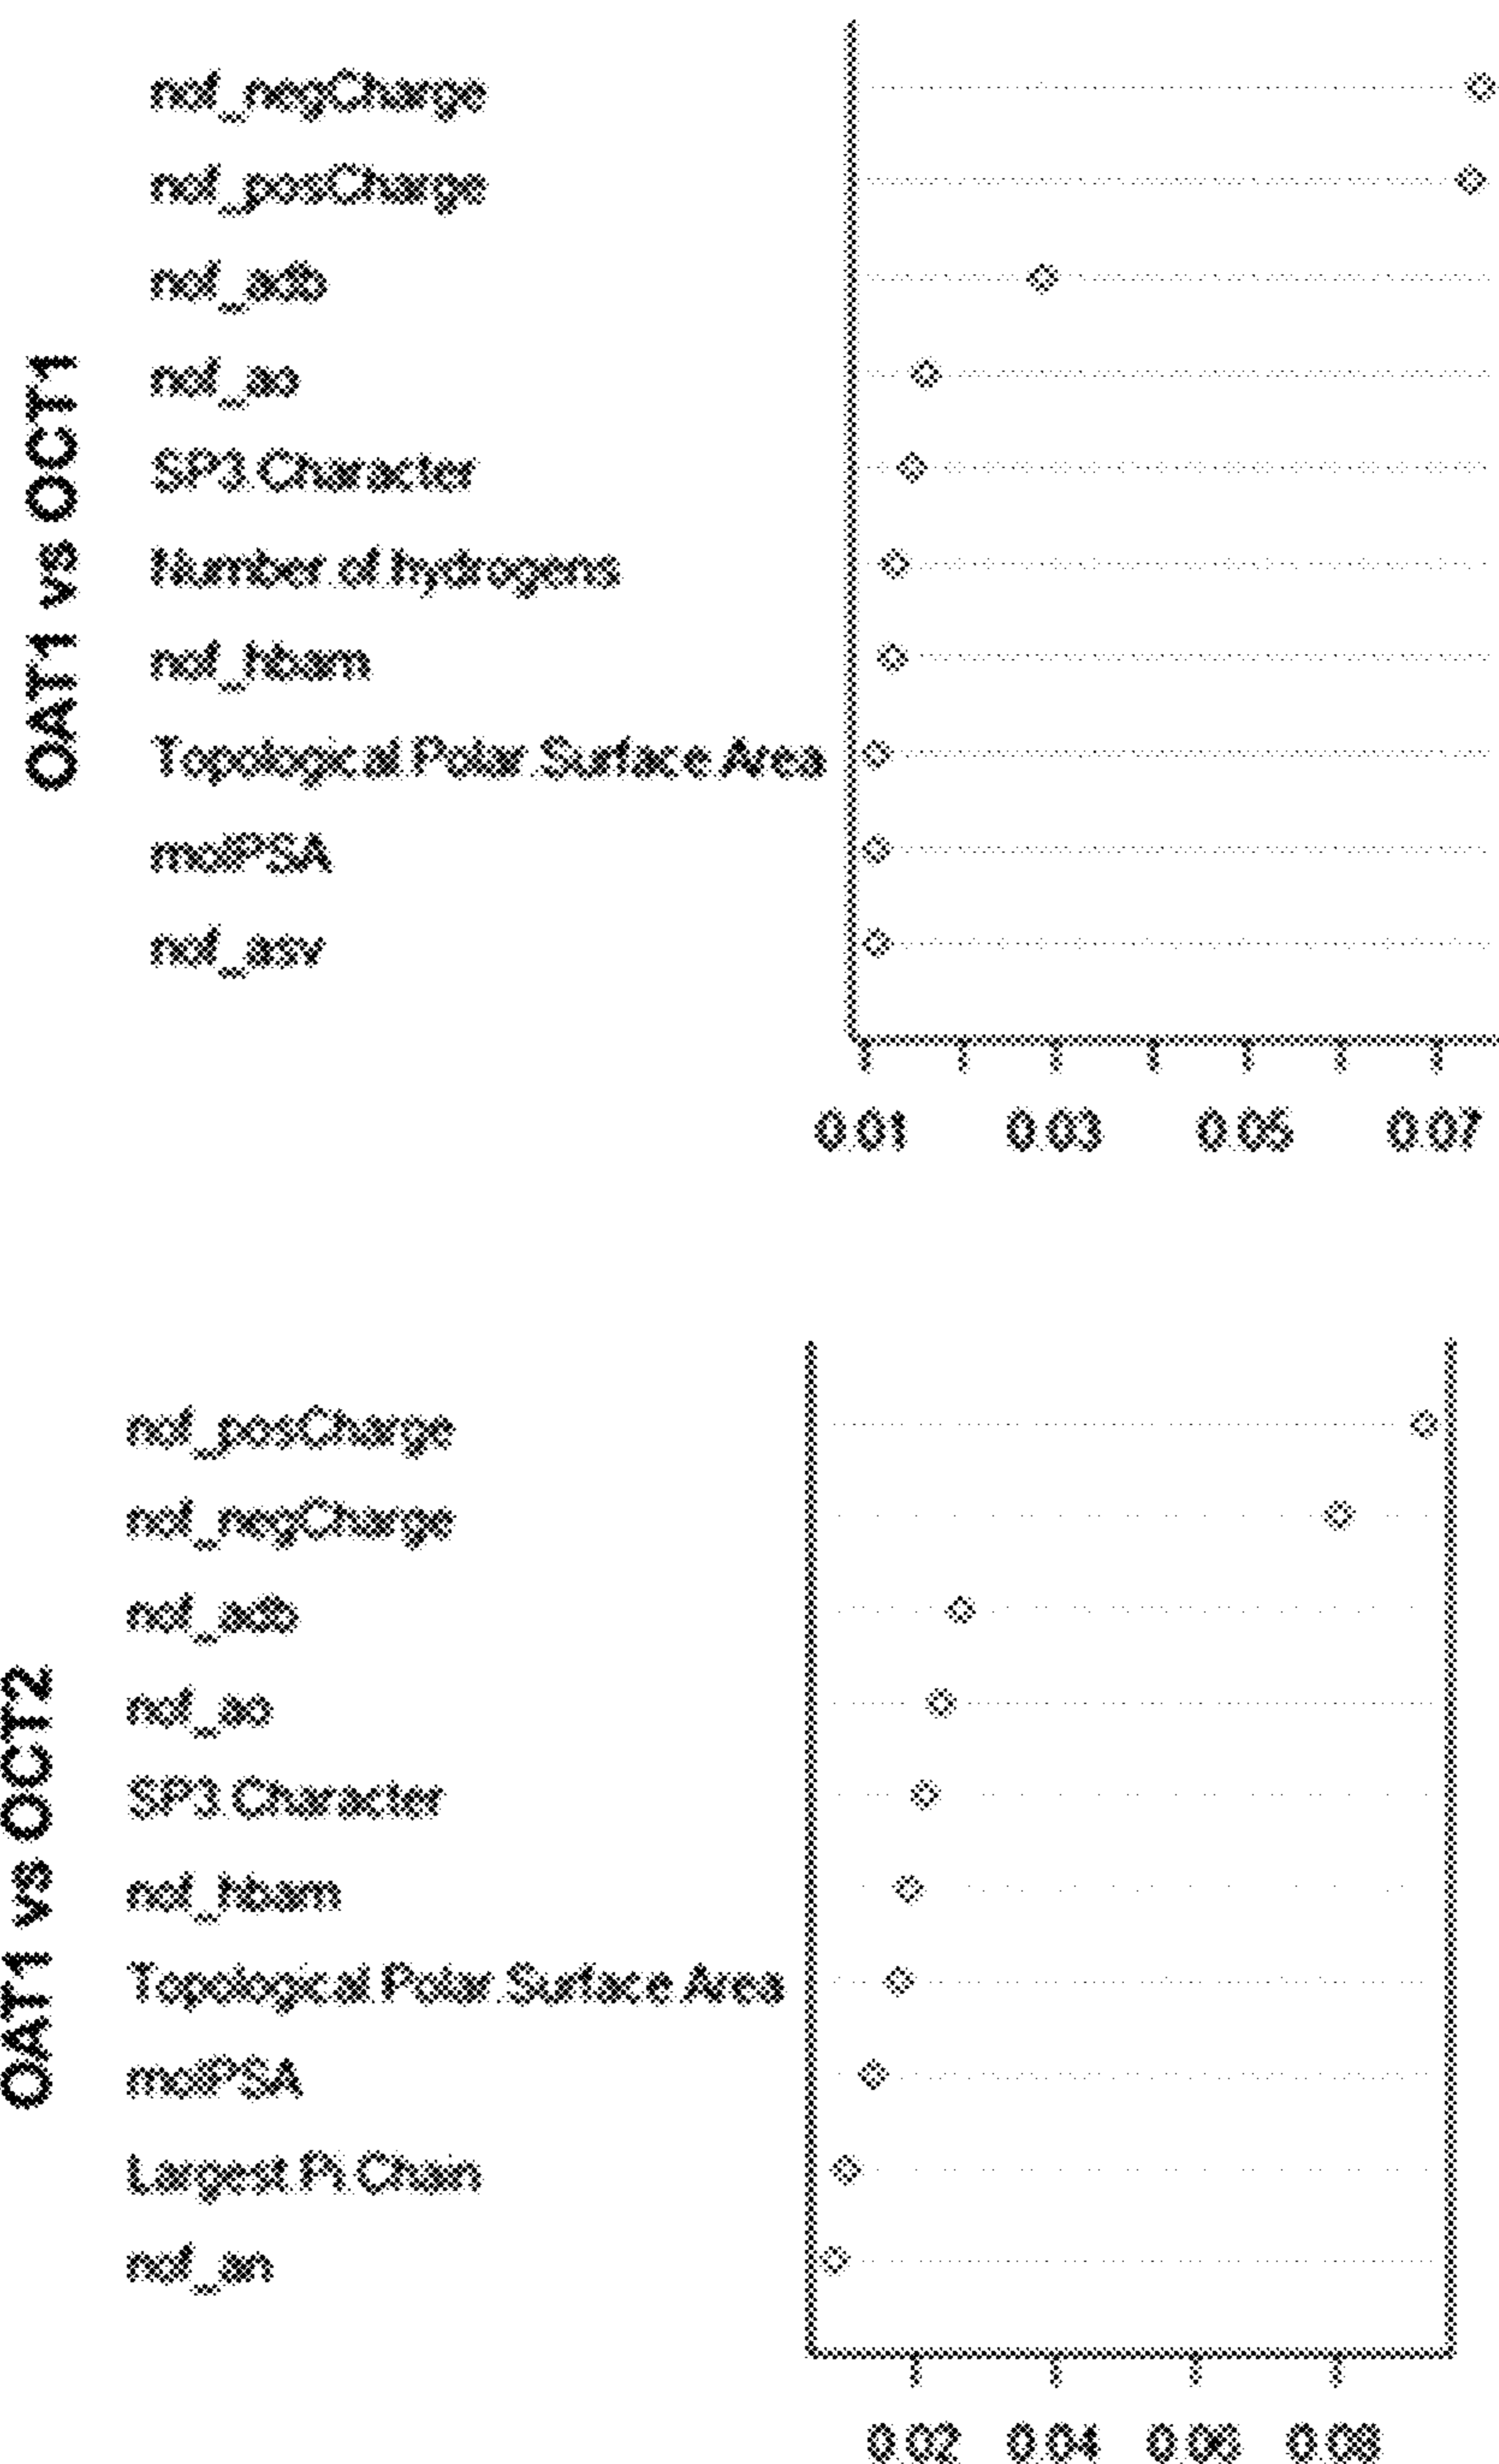 OAT1 vs OCT1
nof_negCharge
nof_posCharge
nof_adb
nof_ao
SP3.Character
Number.of.hydrogens
nof_hbam
Topological.Polar.Surface.Area
molPSA
nof_asv
0.01 0.03 0.05 0.07
OAT1 vs OCT2
nof_posCharge
nof_negCharge
nof_adb
nof_ao
SP3.Character
nof_hbam
Topological.Polar.Surface.Area
molPSA
Largest.Pi.Chain
nof_an
0.02 0.04 0.06 0.08